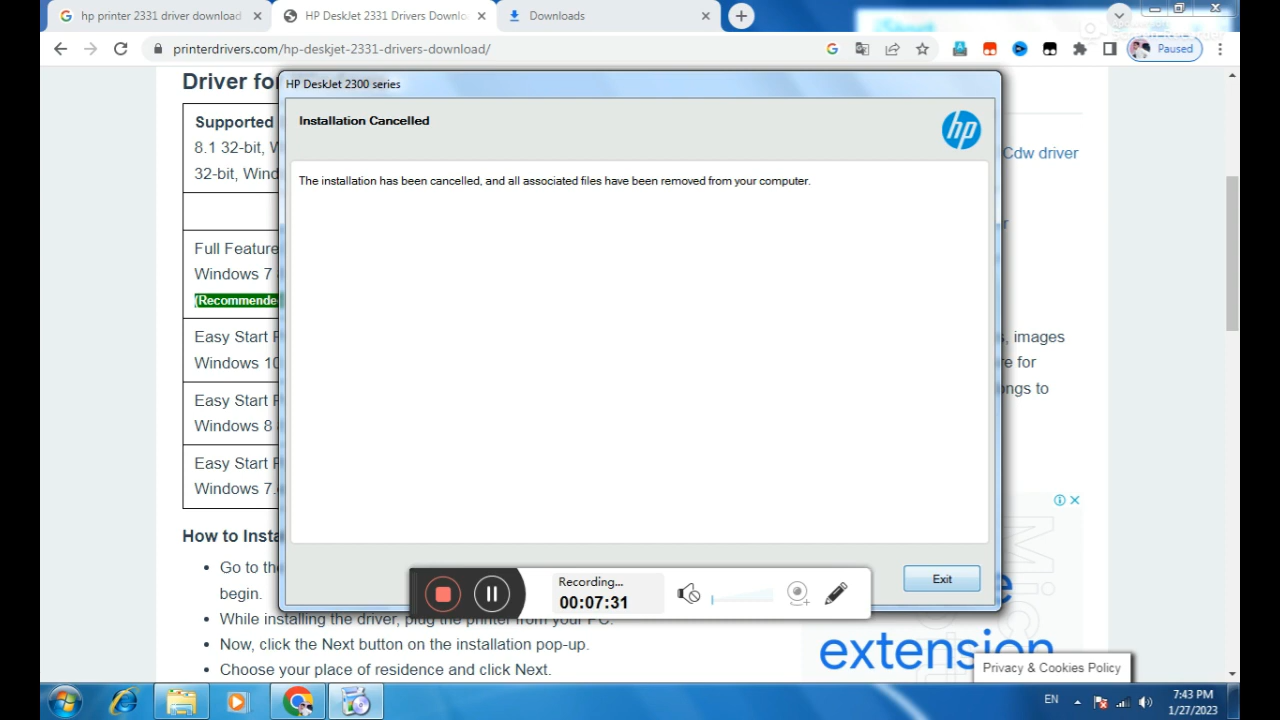 hp printer 2331 driver download
HP DeskJet 2331 Drivers Downlo
Downloads
printerdrivers.com/hp-deskjet-2331-drivers-download/
Paused
Driver fo
HP DeskJet 2300 series
Installation Cancelled
hp
The installation has been cancelled, and all associated files have been removed from your computer.
Supported
8.1 32-bit, W
32-bit, Wind
Cdw driver
r
Full Feature
Windows 7
(Recommende
Easy Start P
Windows 10
s, images
re for
ongs to
Easy Start P
Windows 8
Easy Start P
Windows 7.
How to Insta
Go to the
begin.
While installing the driver, plug the printer from your PC.
Now, click the Next button on the installation pop-up.
Choose your place of residence and click Next.
Exit
Recording...
00:07:31
e
extension
Privacy & Cookies Policy
EN
7:43 PM
1/27/2023